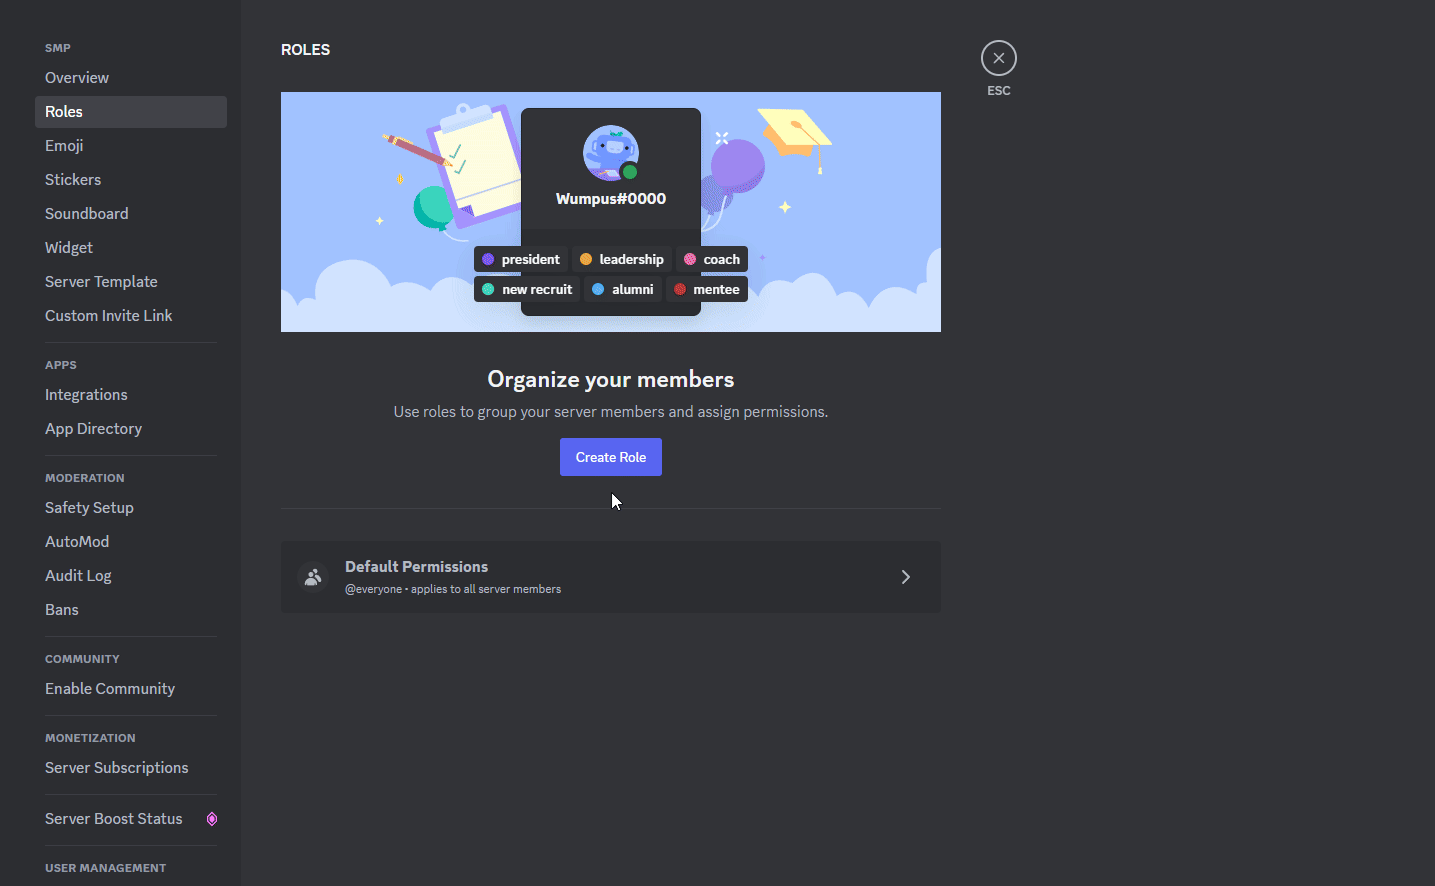 SMP
Overview
Roles
Emoji
Stickers
Soundboard
Widget
Server Template
Custom Invite Link
APPS
Integrations
App Directory
MODERATION
Safety Setup
AutoMod
Audit Log
Bans
COMMUNITY
Enable Community
MONETIZATION
Server Subscriptions
Server Boost Status
USER MANAGEMENT
ROLES
ESC
Wumpus#0000
president leadership coach
new recruit alumni mentee
Organize your members
Use roles to group your server members and assign permissions.
Create Role
Default Permissions
@everyone • applies to all server members